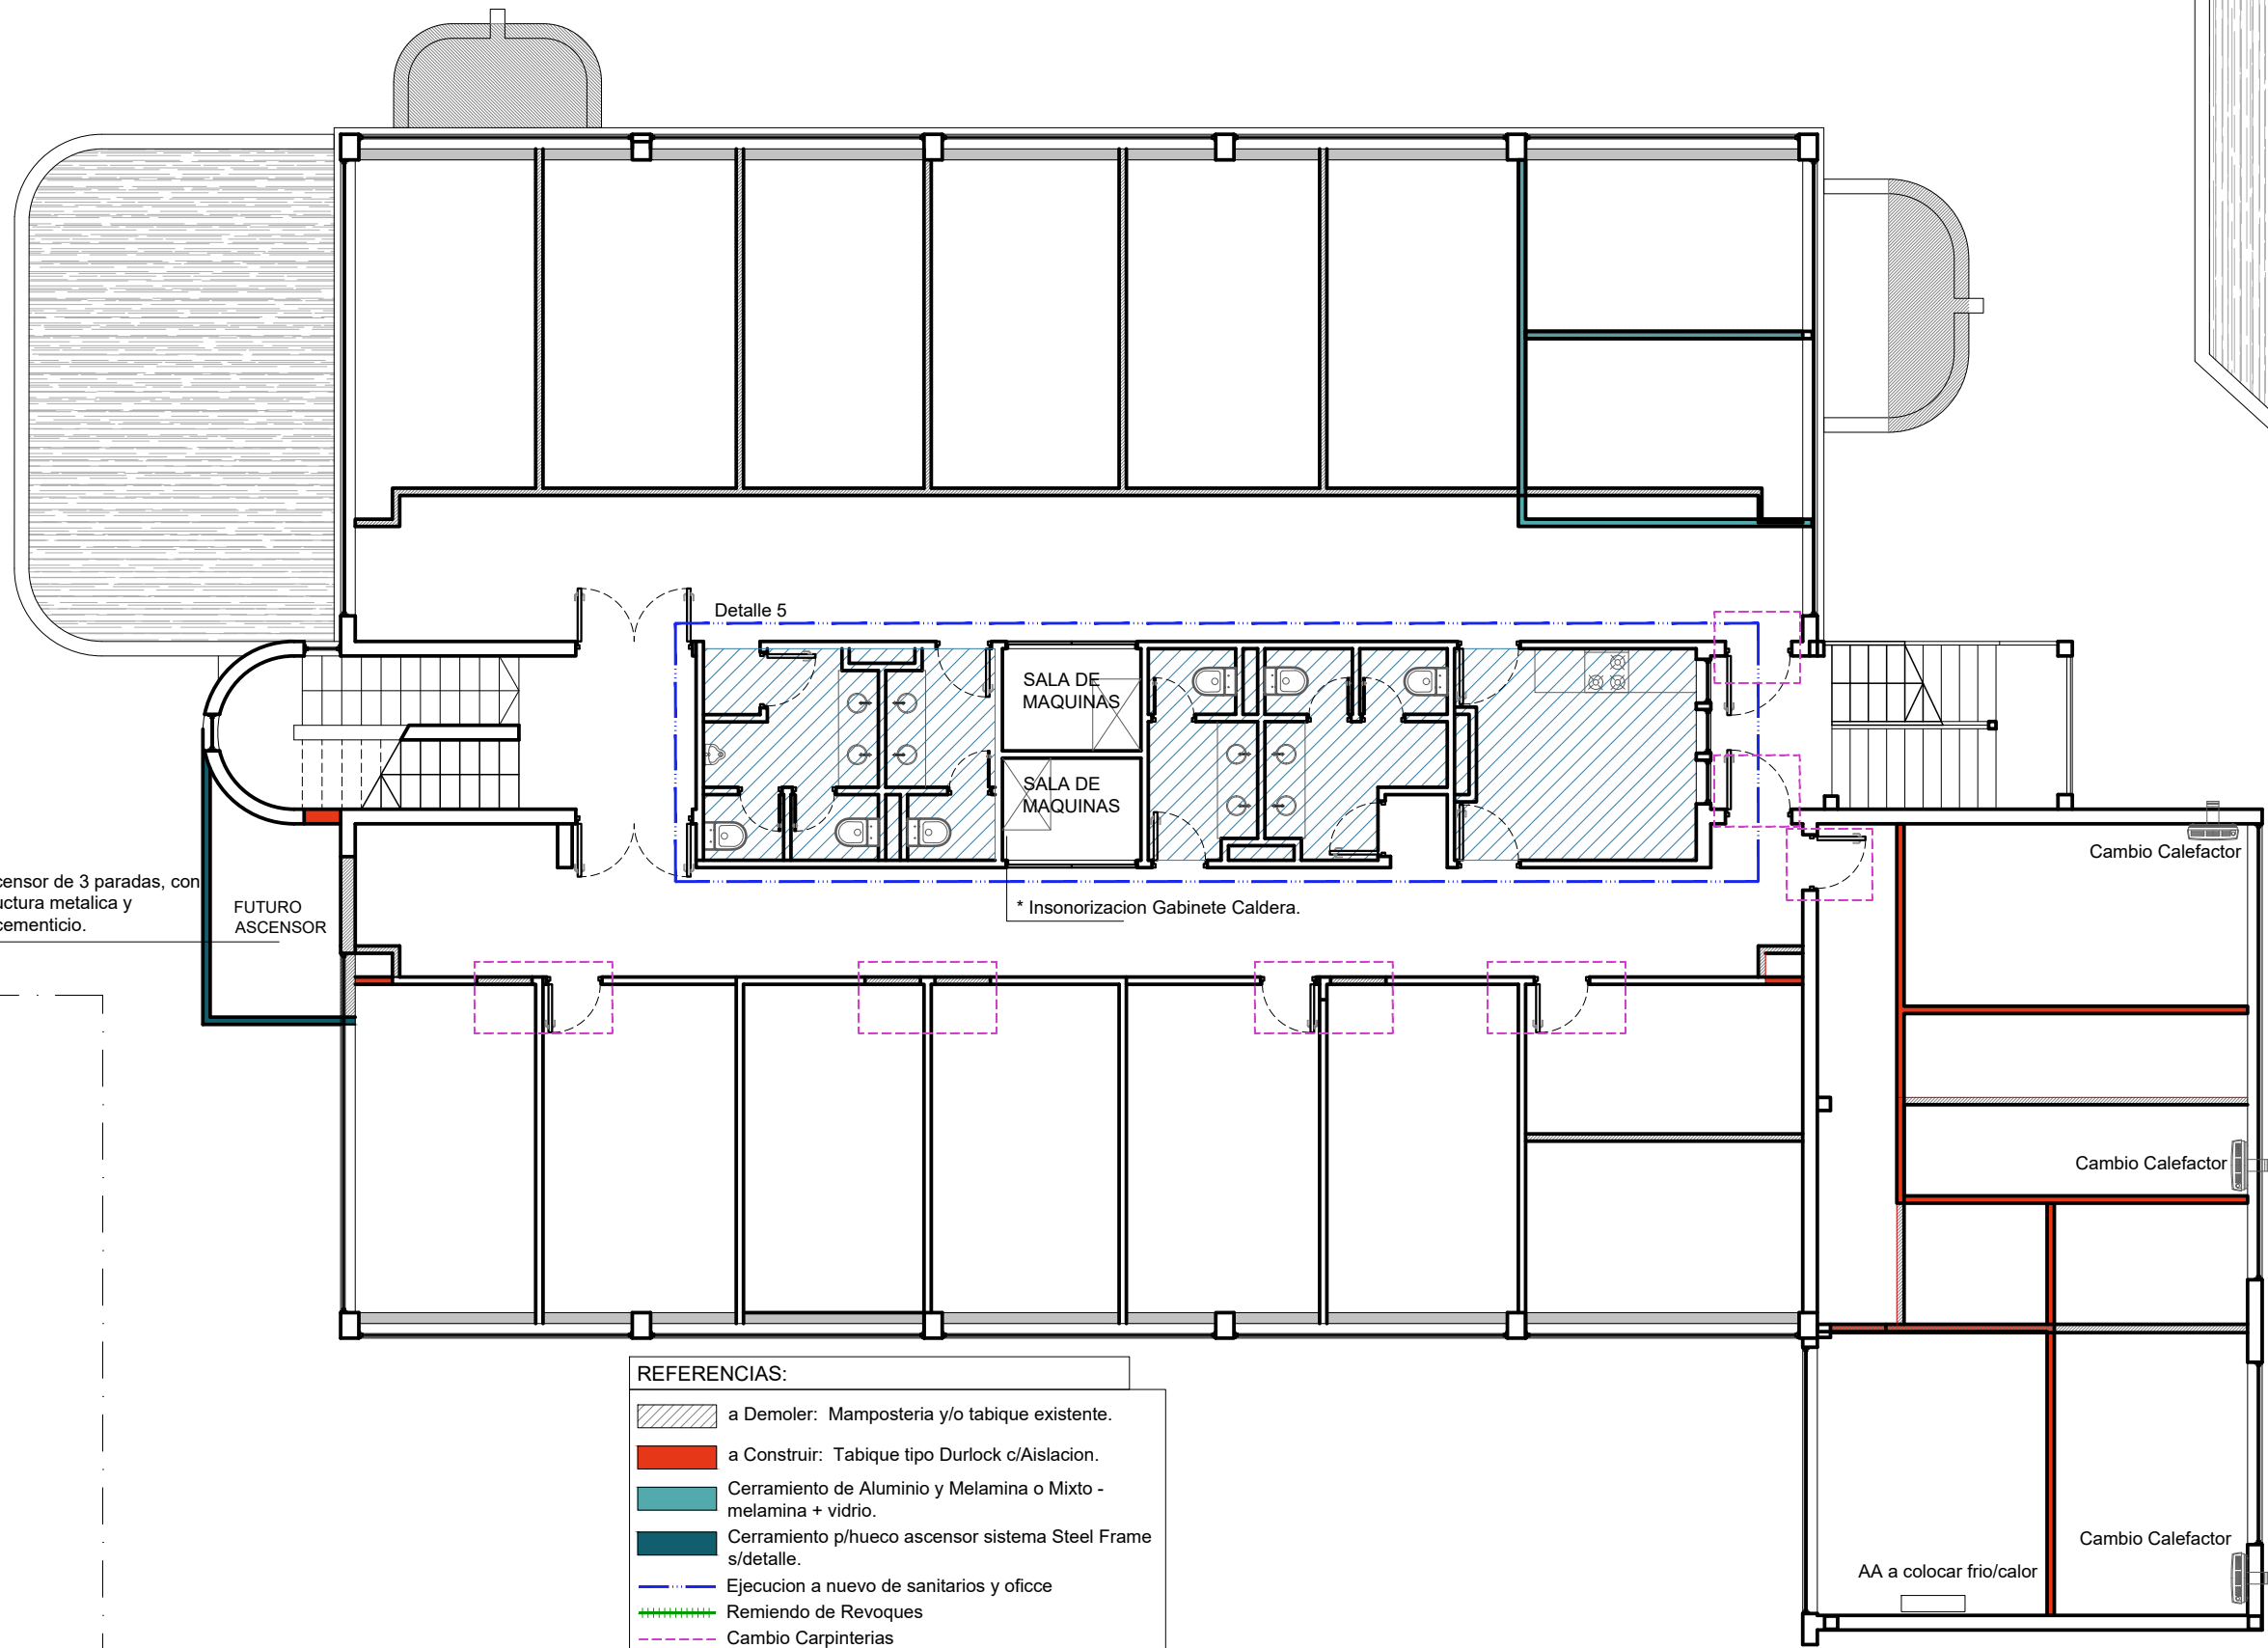 Detalle 5
SALA DE
MAQUINAS
SALA DE
MAQUINAS
Cambio Calefactor
censor de 3 paradas, con
uctura metalica y
cementicio.
FUTURO
ASCENSOR
* Insonorizacion Gabinete Caldera.
Cambio Calefactor
Cambio Calefactor
AA a colocar frio/calor
REFERENCIAS:
a Demoler: Mamposteria y/o tabique existente.
a Construir: Tabique tipo Durlock c/Aislacion.
Cerramiento de Aluminio y Melamina o Mixto -
melamina + vidrio.
Cerramiento p/hueco ascensor sistema Steel Frame
s/detalle.
Ejecucion a nuevo de sanitarios y oficce
Remiendo de Revoques
Cambio Carpinterias